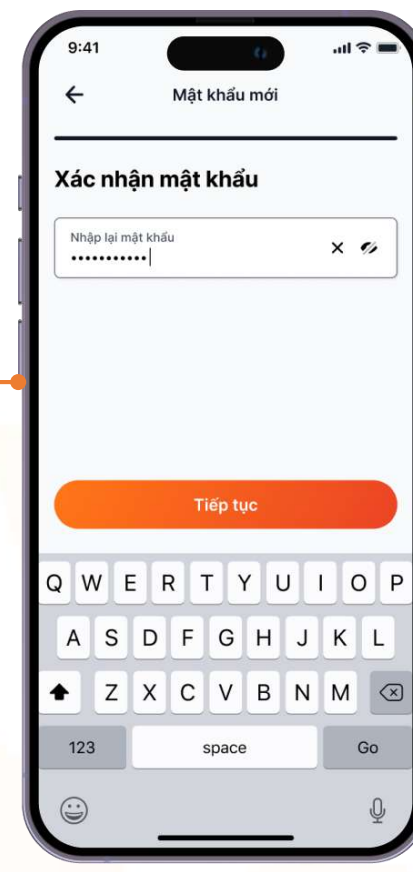 9:41
Mật khẩu mới
Xác nhận mật khẩu
Nhập lại mật khẩu
•••••••••••
Tiếp tục
Q W E R T Y U I O P
A S D F G H J K L
Z X C V B N M
123 space Go